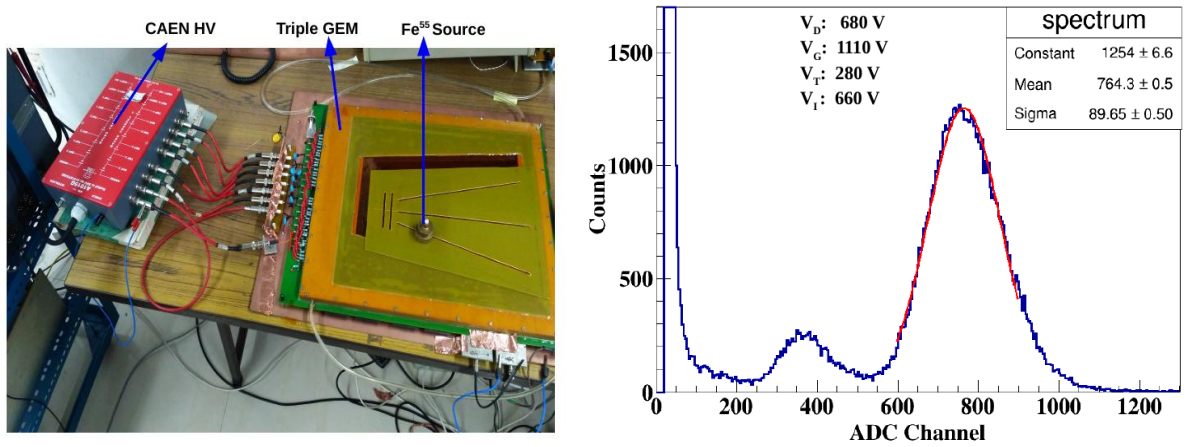 CAEN HV
Triple GEM
Fe55 Source
VD: 680 V
VG: 1110 V
VT: 280 V
VI: 660 V
spectrum
Constant 1254 ± 6.6
Mean 764.3 ± 0.5
Sigma 89.65 ± 0.50
Counts
1500
1000
500
0
0 200 400 600 800 1000 1200
ADC Channel